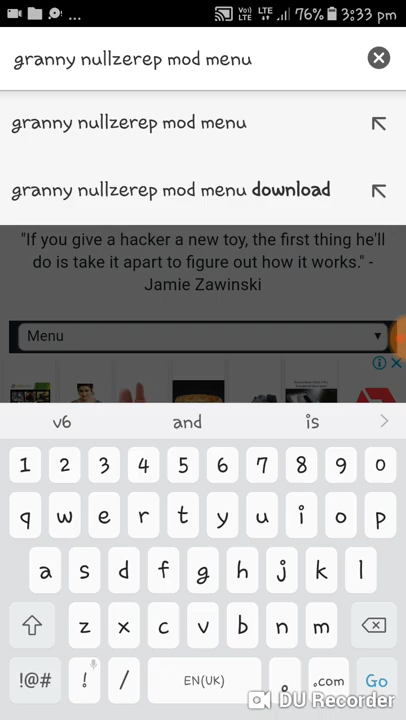 ... Vo) LTE LTE 76% 3:33 pm
granny nullzerep mod menu
granny nullzerep mod menu
granny nullzerep mod menu download
"If you give a hacker a new toy, the first thing he'll
do is take it apart to figure out how it works." -
Jamie Zawinski
Menu
v6 and is
1 2 3 4 5 6 7 8 9 0
q w e r t y u i o p
a s d f g h j k l
z x c v b n m
!@# ! / EN(UK) . .com Go
DU Recorder